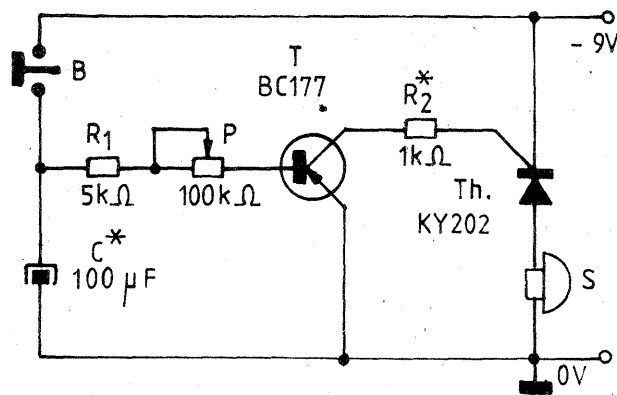 - 9V
B
T
BC177
R1
5kΩ
P
100kΩ
R2*
1kΩ
Th.
KY202
C*
100 µF
S
0V